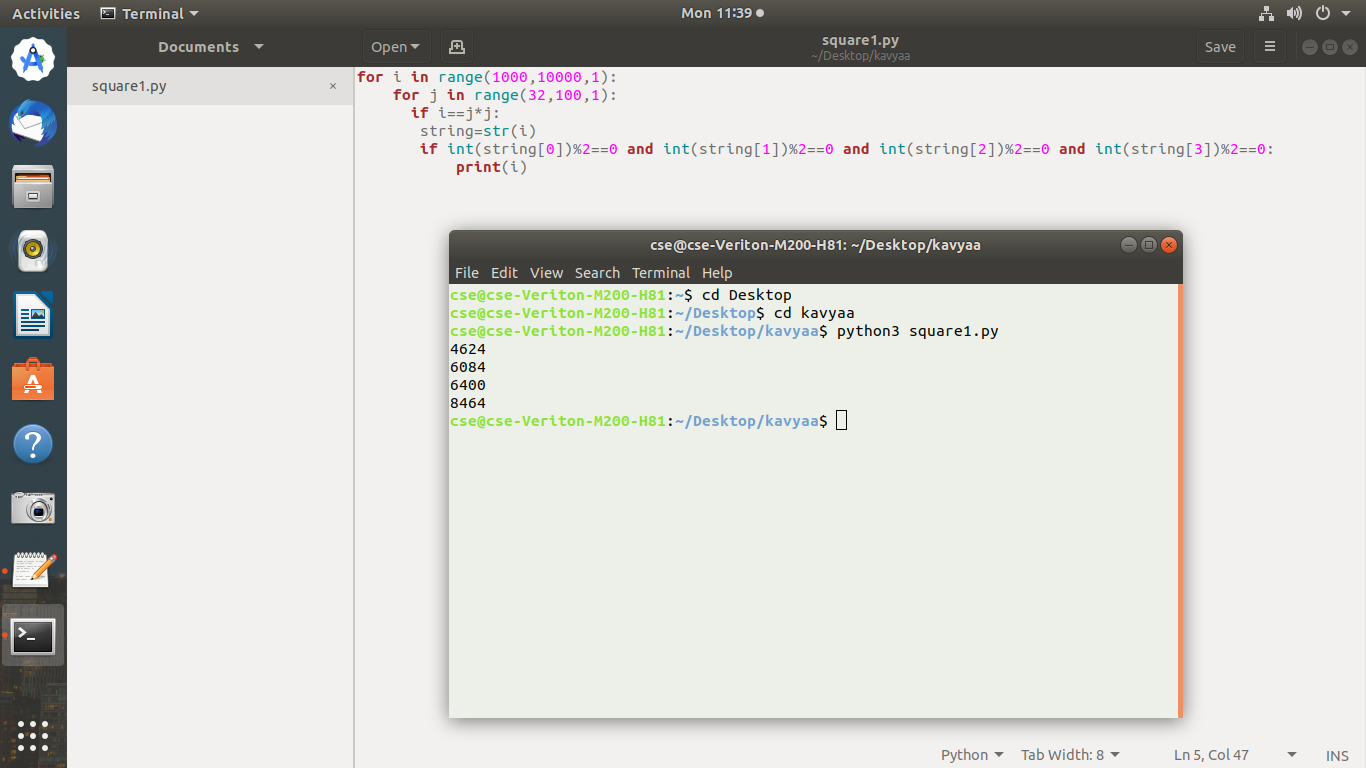 Activities Terminal Mon 11:39
Documents Open square1.py Save
~/Desktop/kavyaa
square1.py ×
for i in range(1000,10000,1):
    for j in range(32,100,1):
      if i==j*j:
       string=str(i)
       if int(string[0])%2==0 and int(string[1])%2==0 and int(string[2])%2==0 and int(string[3])%2==0:
           print(i)
cse@cse-Veriton-M200-H81: ~/Desktop/kavyaa
File Edit View Search Terminal Help
cse@cse-Veriton-M200-H81:~$ cd Desktop
cse@cse-Veriton-M200-H81:~/Desktop$ cd kavyaa
cse@cse-Veriton-M200-H81:~/Desktop/kavyaa$ python3 square1.py
4624
6084
6400
8464
cse@cse-Veriton-M200-H81:~/Desktop/kavyaa$
Python Tab Width: 8 Ln 5, Col 47 INS